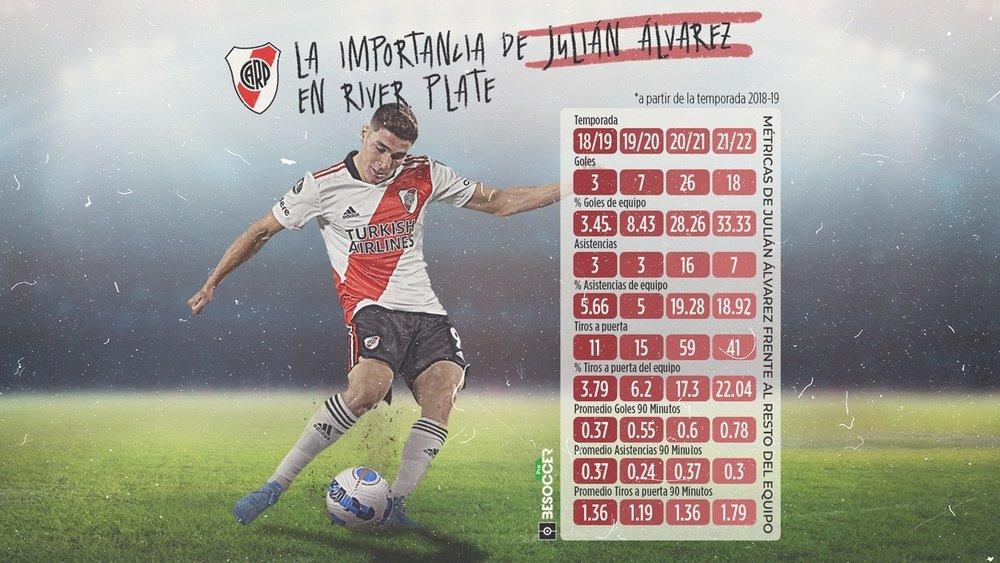 LA IMPORTANCIA DE JULIÁN ÁLVAREZ
EN RIVER PLATE
CARP
*a partir de la temporada 2018-19
Temporada
18/19 19/20 20/21 21/22
Goles
3 7 26 18
% Goles de equipo
3.45 8.43 28.26 33.33
Asistencias
3 3 16 7
% Asistencias de equipo
5.66 5 19.28 18.92
Tiros a puerta
11 15 59 41
% Tiros a puerta del equipo
3.79 6.2 17.3 22.04
Promedio Goles 90 Minutos
0.37 0.55 0.6 0.78
Promedio Asistencias 90 Minutos
0.37 0.24 0.37 0.3
Promedio Tiros a puerta 90 Minutos
1.36 1.19 1.36 1.79
MÉTRICAS DE JULIÁN ÁLVAREZ FRENTE AL RESTO DEL EQUIPO
BESOCCER Pro
adidas
TURKISH
AIRLINES